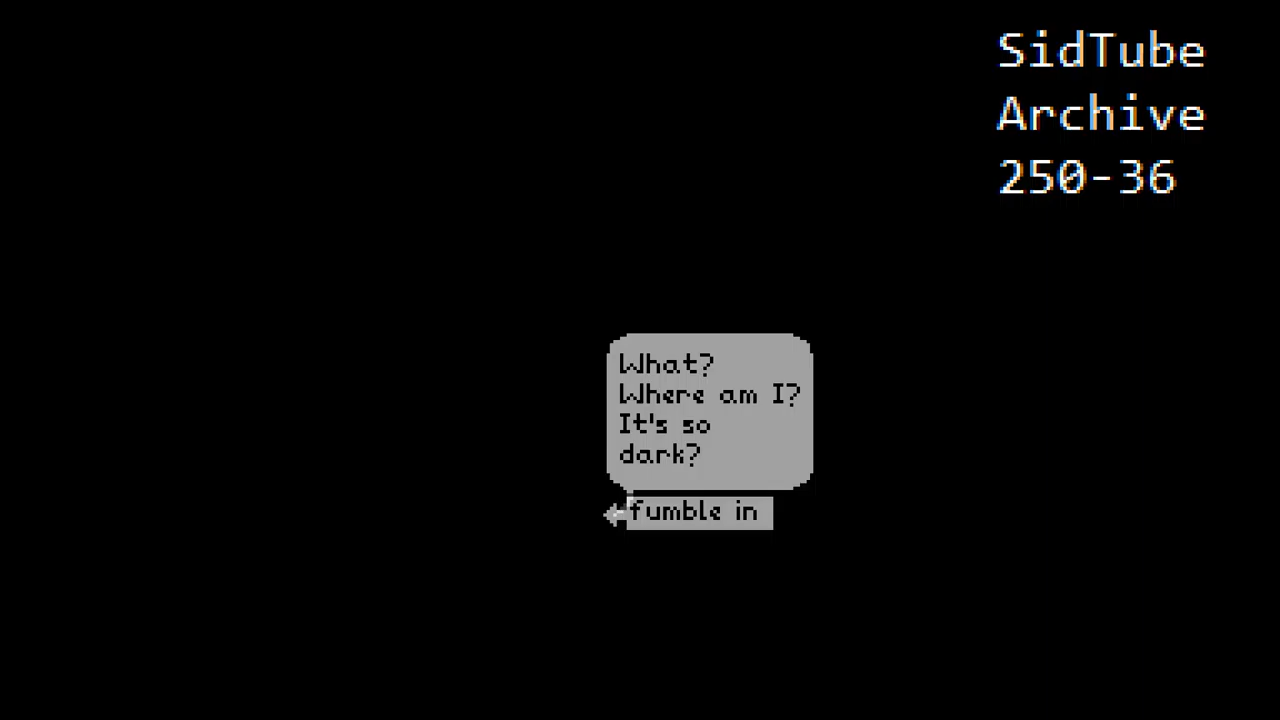 SidTube
Archive
250-36
What?
Where am I?
It's so
dark?
fumble in